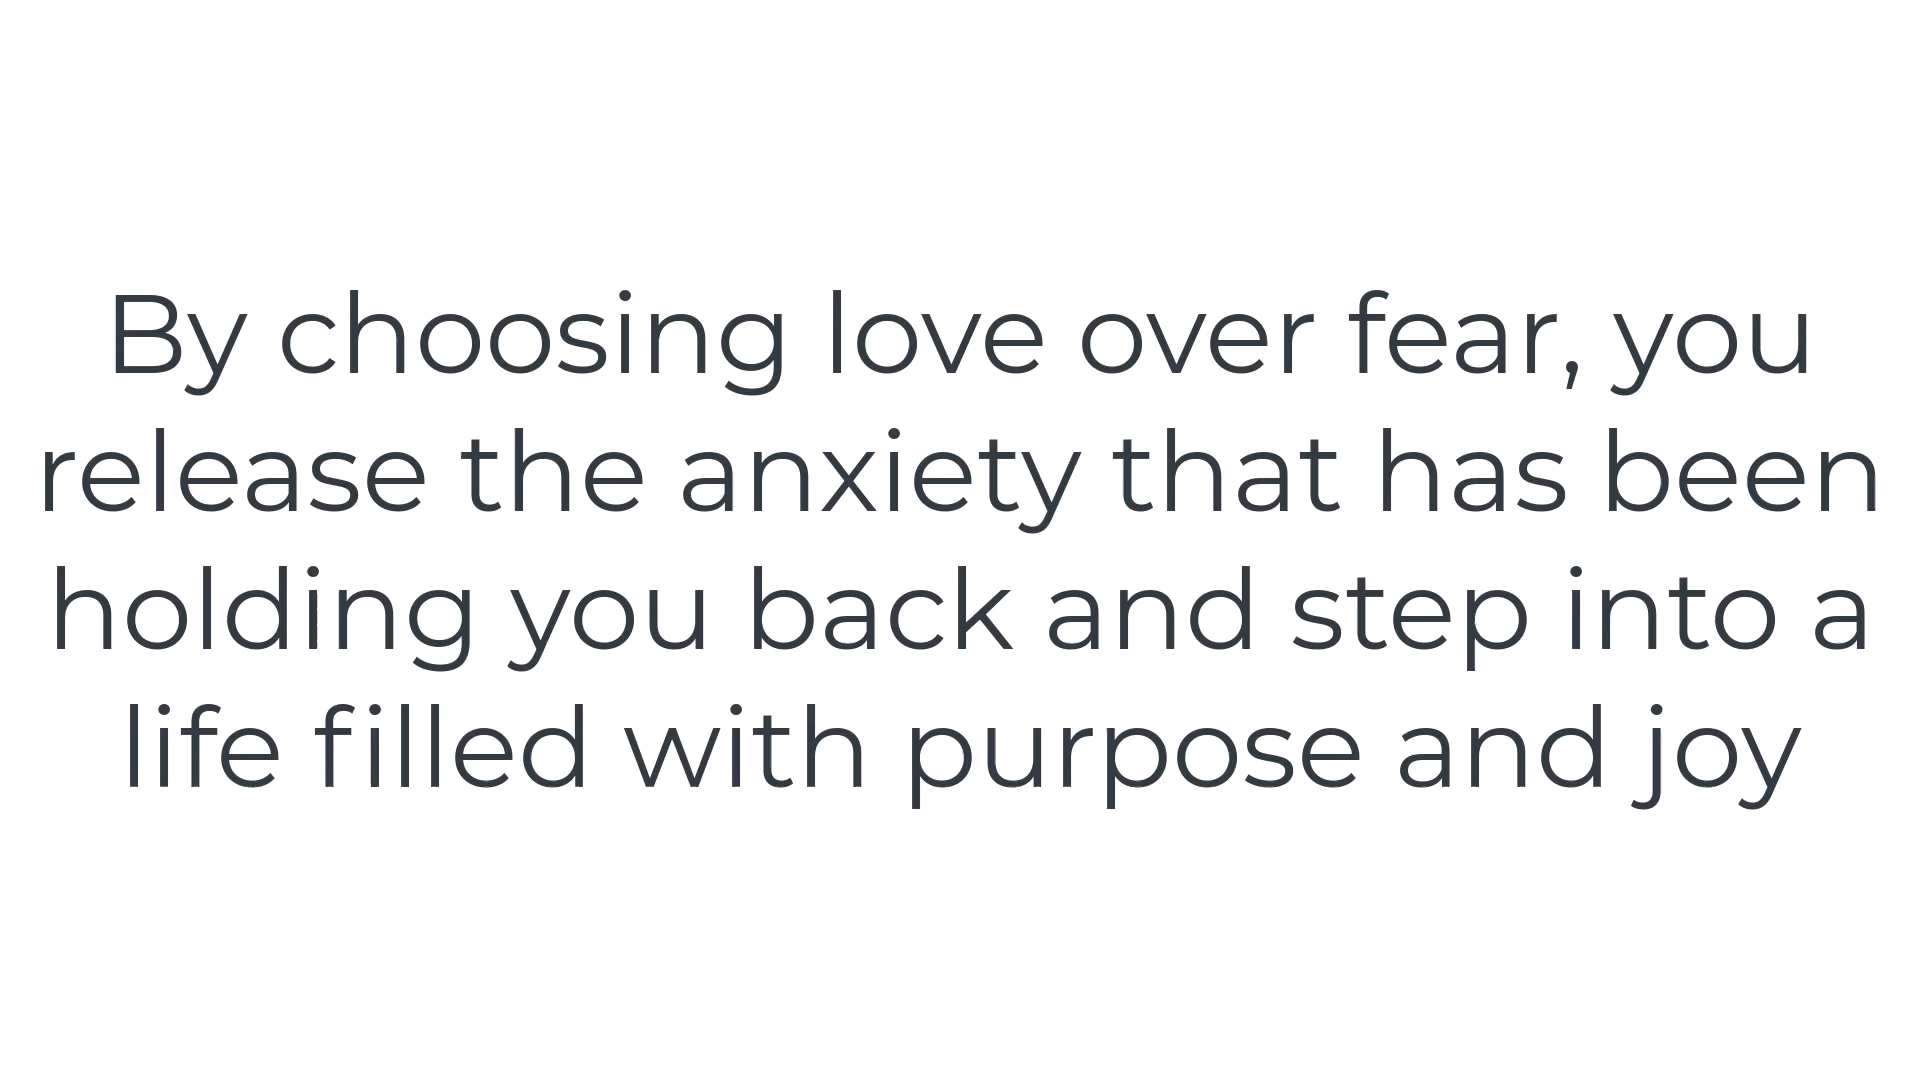 By choosing love over fear, you
release the anxiety that has been
holding you back and step into a
life filled with purpose and joy